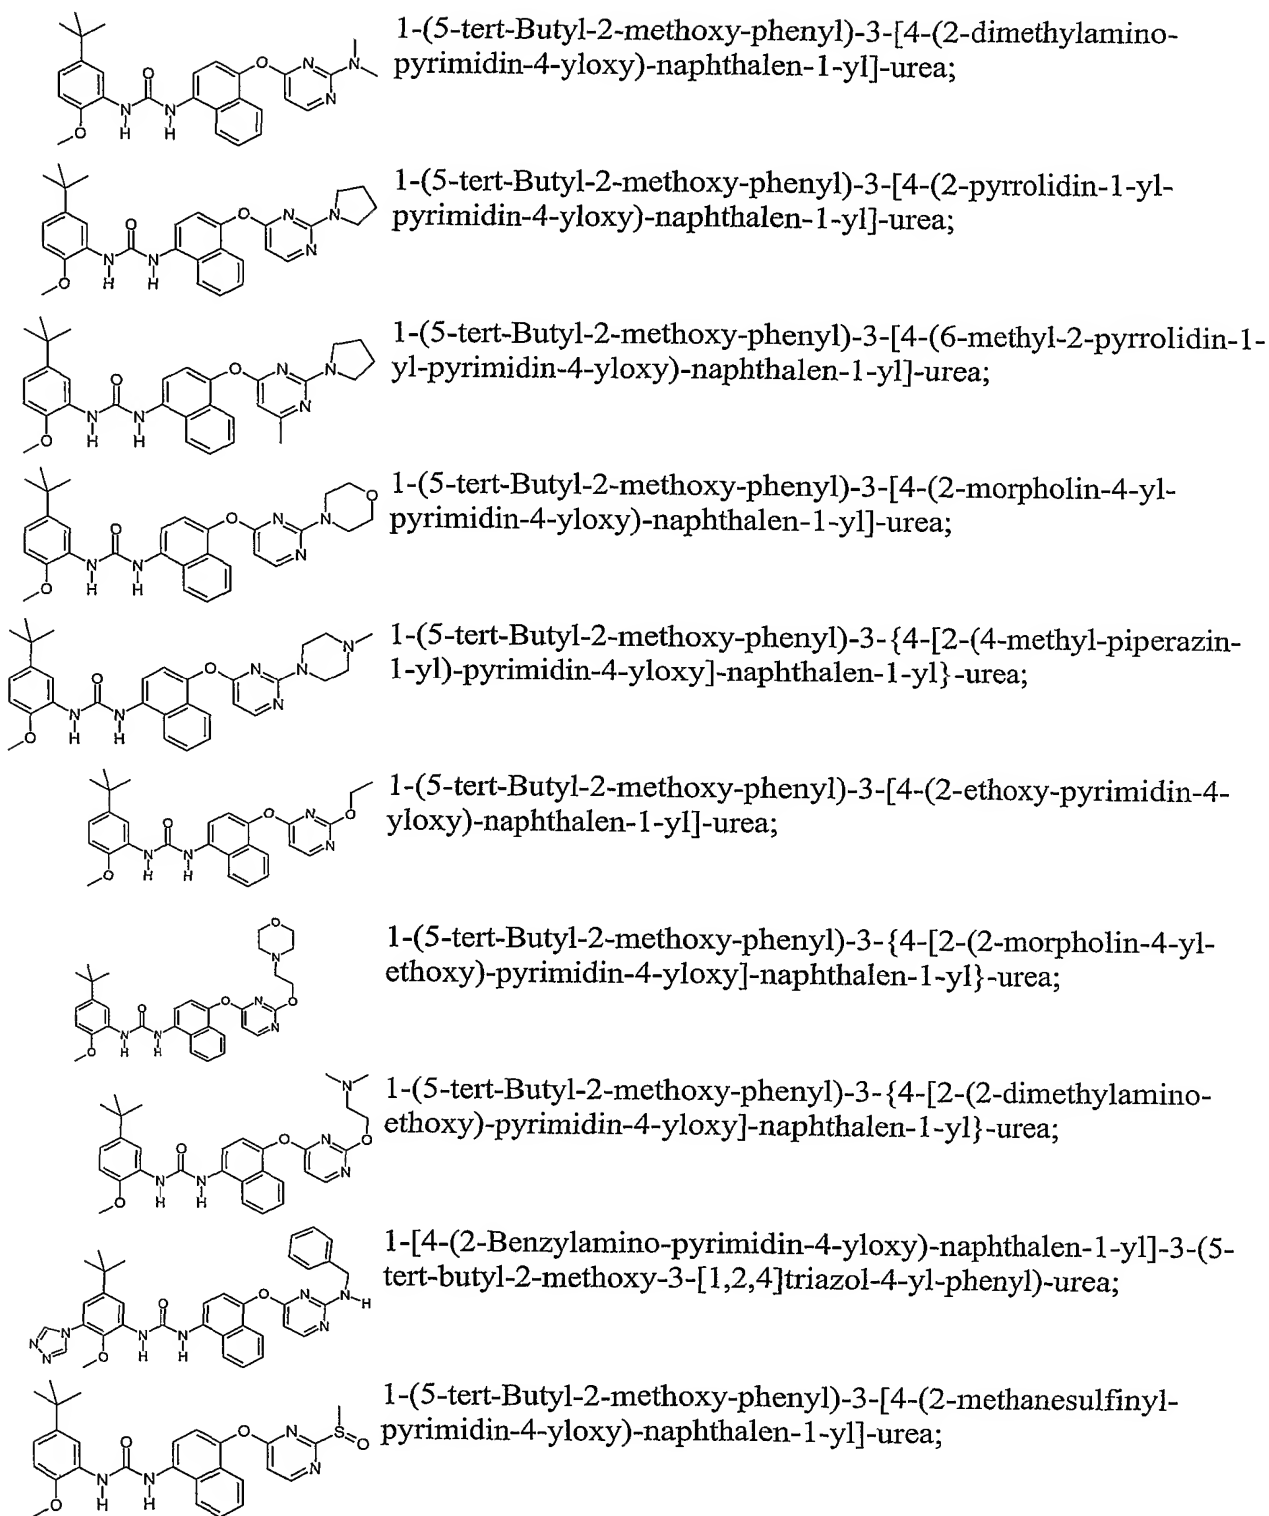 1-(5-tert-Butyl-2-methoxy-phenyl)-3-[4-(2-dimethylamino-
pyrimidin-4-yloxy)-naphthalen-1-yl]-urea;
1-(5-tert-Butyl-2-methoxy-phenyl)-3-[4-(2-pyrrolidin-1-yl-
pyrimidin-4-yloxy)-naphthalen-1-yl]-urea;
1-(5-tert-Butyl-2-methoxy-phenyl)-3-[4-(6-methyl-2-pyrrolidin-1-
yl-pyrimidin-4-yloxy)-naphthalen-1-yl]-urea;
1-(5-tert-Butyl-2-methoxy-phenyl)-3-[4-(2-morpholin-4-yl-
pyrimidin-4-yloxy)-naphthalen-1-yl]-urea;
1-(5-tert-Butyl-2-methoxy-phenyl)-3-{4-[2-(4-methyl-piperazin-
1-yl)-pyrimidin-4-yloxy]-naphthalen-1-yl}-urea;
1-(5-tert-Butyl-2-methoxy-phenyl)-3-[4-(2-ethoxy-pyrimidin-4-
yloxy)-naphthalen-1-yl]-urea;
1-(5-tert-Butyl-2-methoxy-phenyl)-3-{4-[2-(2-morpholin-4-yl-
ethoxy)-pyrimidin-4-yloxy]-naphthalen-1-yl}-urea;
1-(5-tert-Butyl-2-methoxy-phenyl)-3-{4-[2-(2-dimethylamino-
ethoxy)-pyrimidin-4-yloxy]-naphthalen-1-yl}-urea;
1-[4-(2-Benzylamino-pyrimidin-4-yloxy)-naphthalen-1-yl]-3-(5-
tert-butyl-2-methoxy-3-[1,2,4]triazol-4-yl-phenyl)-urea;
1-(5-tert-Butyl-2-methoxy-phenyl)-3-[4-(2-methanesulfinyl-
pyrimidin-4-yloxy)-naphthalen-1-yl]-urea;